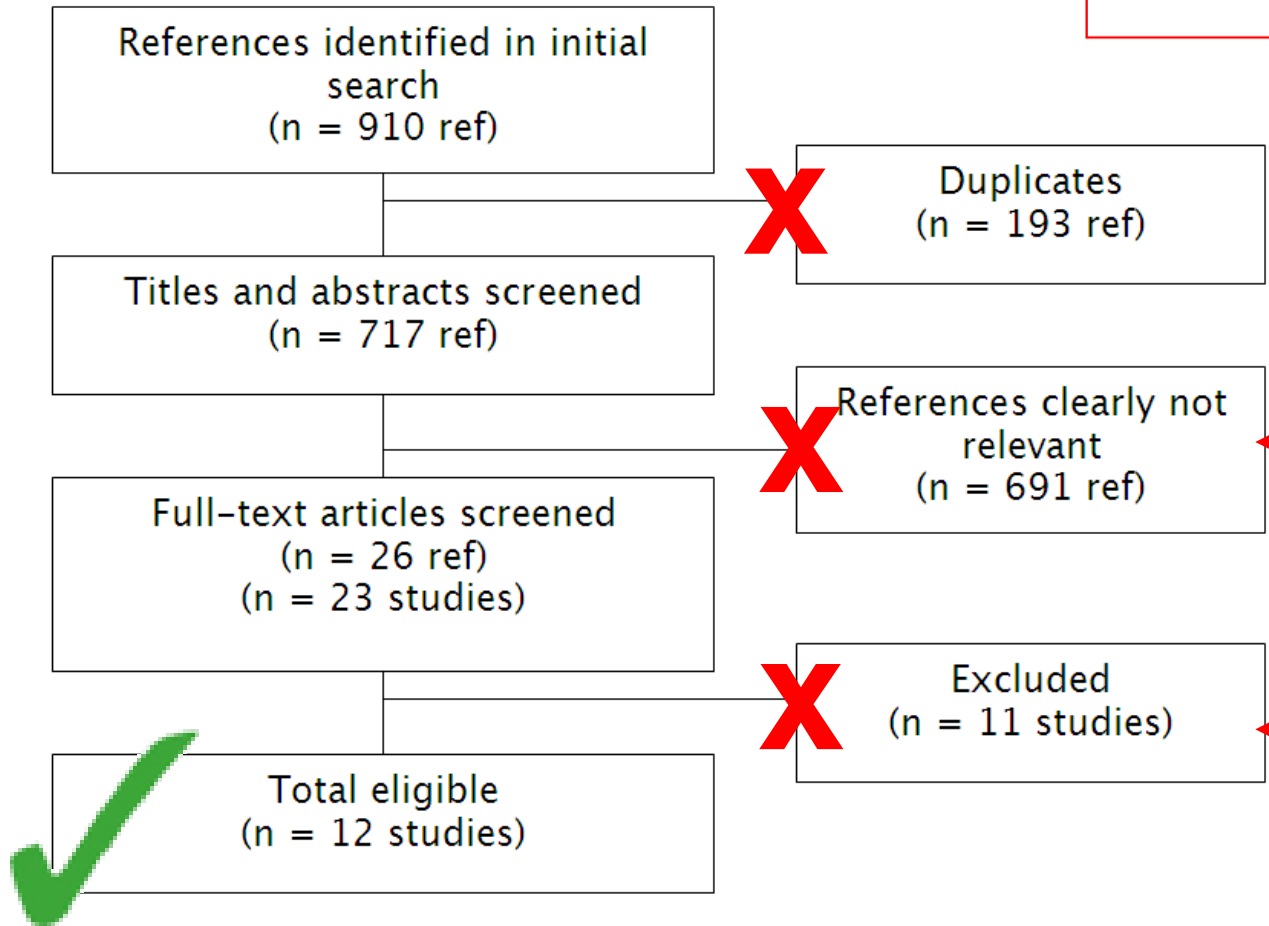 References identified in initial
search
(n = 910 ref)
Duplicates
(n = 193 ref)
Titles and abstracts screened
(n = 717 ref)
References clearly not
relevant
(n = 691 ref)
Full-text articles screened
(n = 26 ref)
(n = 23 studies)
Excluded
(n = 11 studies)
Total eligible
(n = 12 studies)